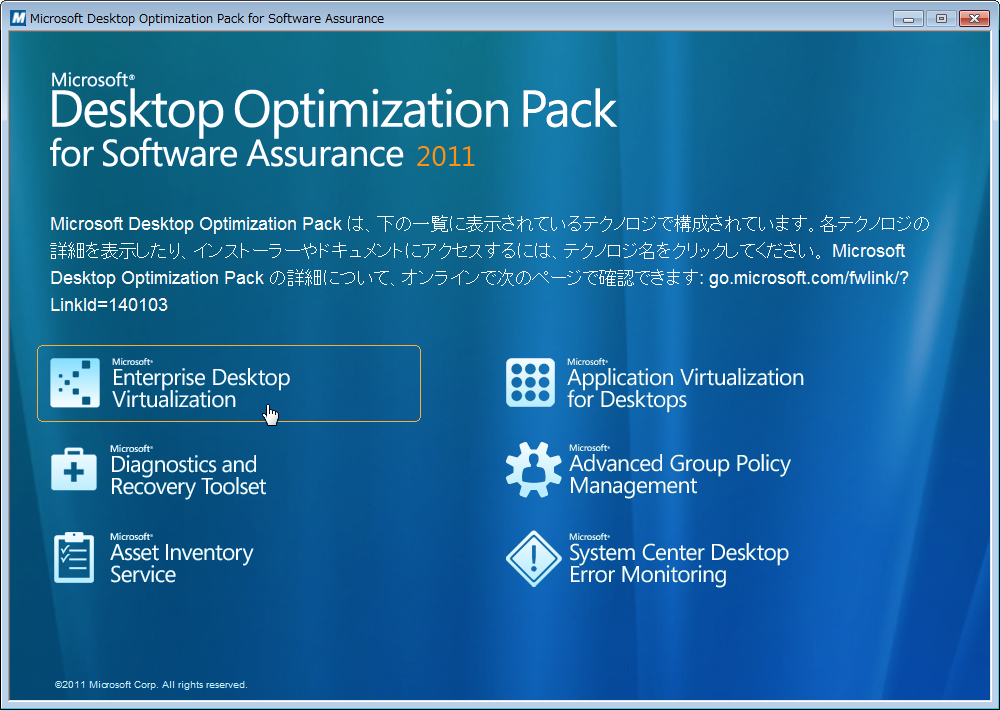 Microsoft Desktop Optimization Pack for Software Assurance
Microsoft®
Desktop Optimization Pack
for Software Assurance 2011
Microsoft Desktop Optimization Pack は、下の一覧に表示されているテクノロジで構成されています。各テクノロジの
詳細を表示したり、インストーラーやドキュメントにアクセスするには、テクノロジ名をクリックしてください。 Microsoft
Desktop Optimization Pack の詳細について、オンラインで次のページで確認できます: go.microsoft.com/fwlink/?
LinkId=140103
Microsoft®
Enterprise Desktop
Virtualization
Microsoft®
Application Virtualization
for Desktops
Microsoft®
Diagnostics and
Recovery Toolset
Microsoft®
Advanced Group Policy
Management
Microsoft®
Asset Inventory
Service
Microsoft®
System Center Desktop
Error Monitoring
©2011 Microsoft Corp. All rights reserved.